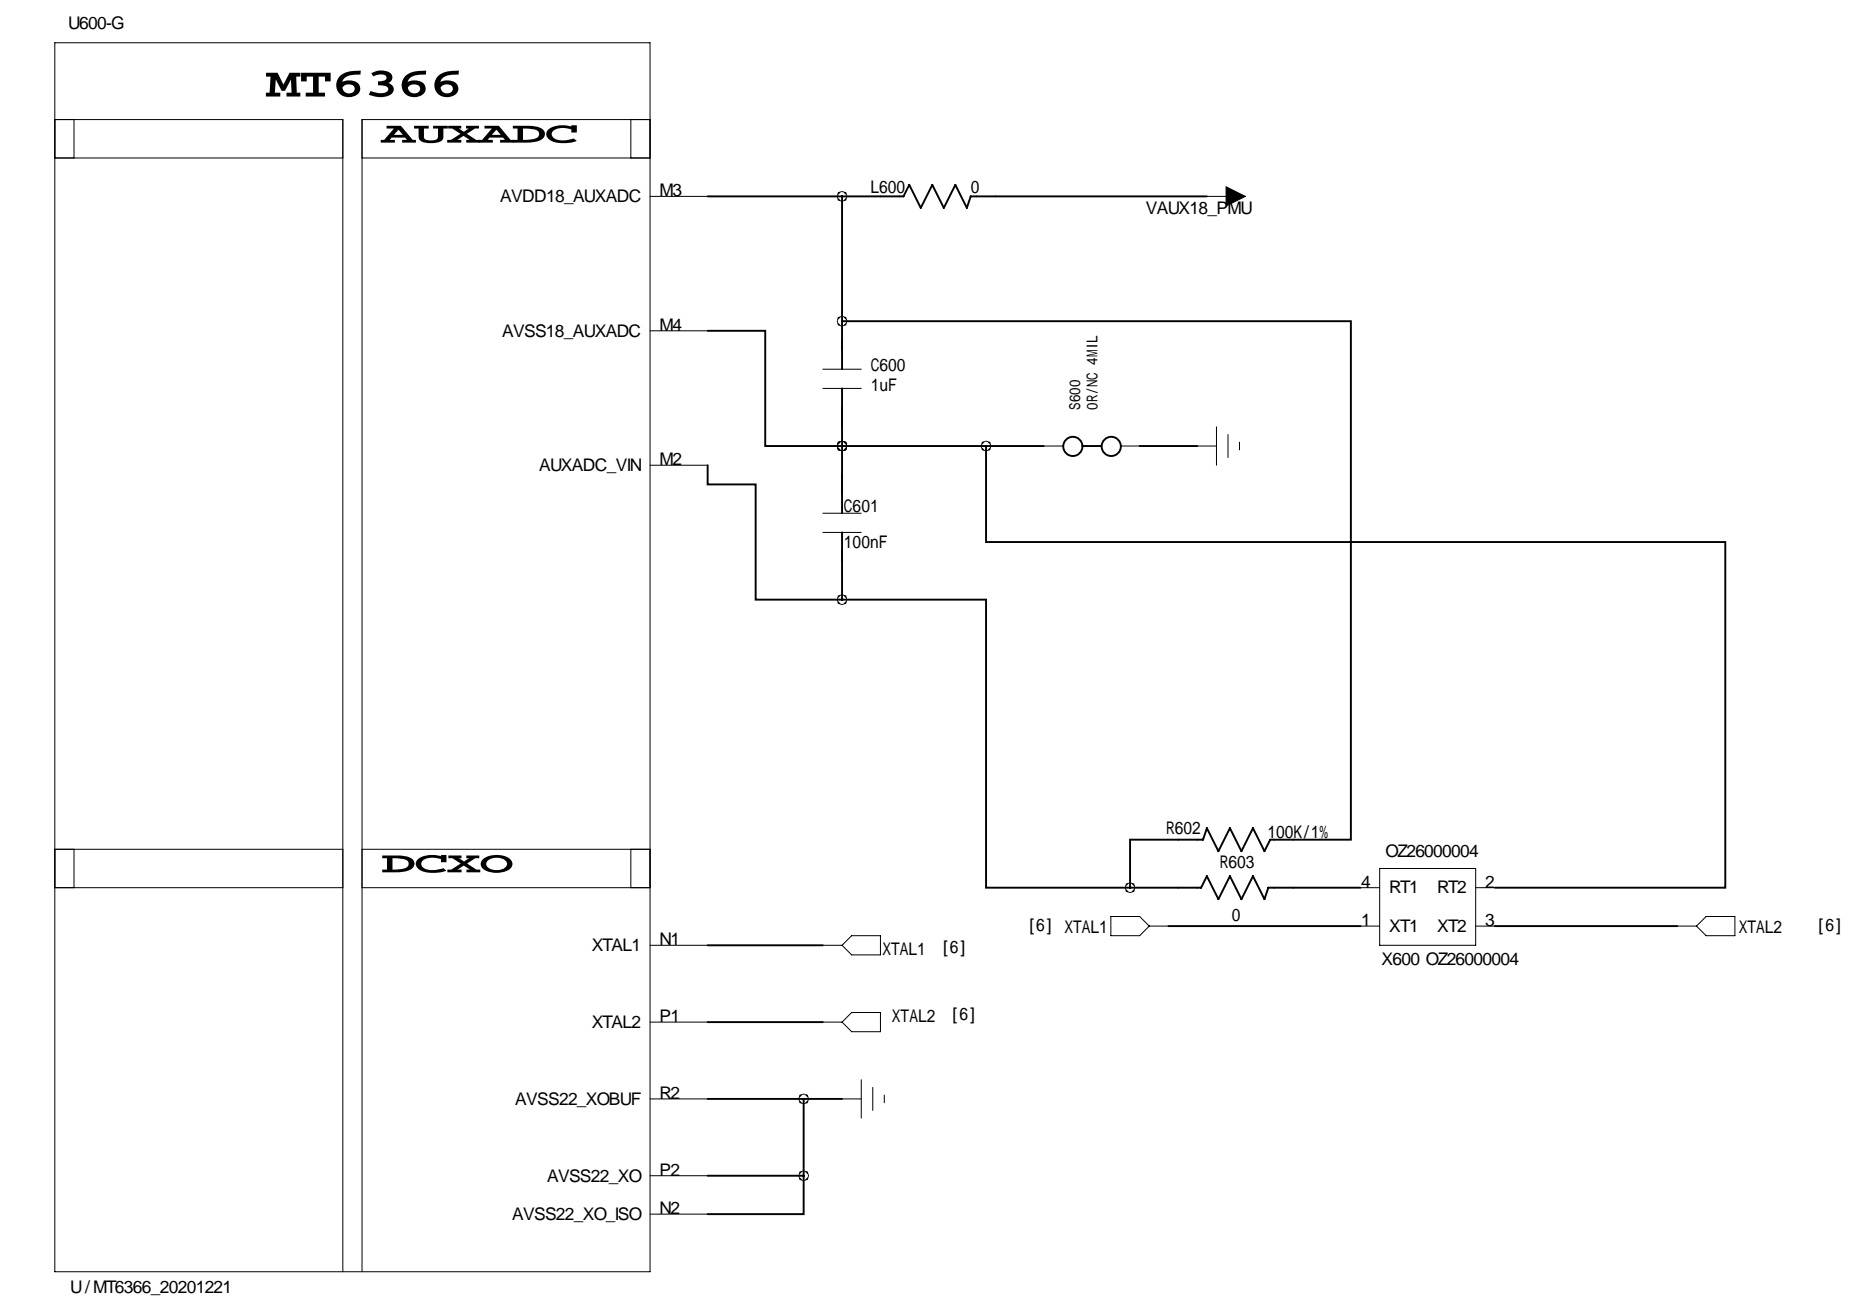 U600-G
MT6366
AUXADC
AVDD18_AUXADC M3
L600 0
VAUX18_PMU
AVSS18_AUXADC M4
C600
1uF
S600
0R/NC 4MIL
AUXADC_VIN M2
C601
100nF
R602 100K/1%
R603
0
OZ26000004
4 RT1 RT2 2
[6] XTAL1 1 XT1 XT2 3 XTAL2 [6]
X600 OZ26000004
DCXO
XTAL1 N1 XTAL1 [6]
XTAL2 P1 XTAL2 [6]
AVSS22_XOBUF R2
AVSS22_XO P2
AVSS22_XO_ISO N2
U/MT6366_20201221